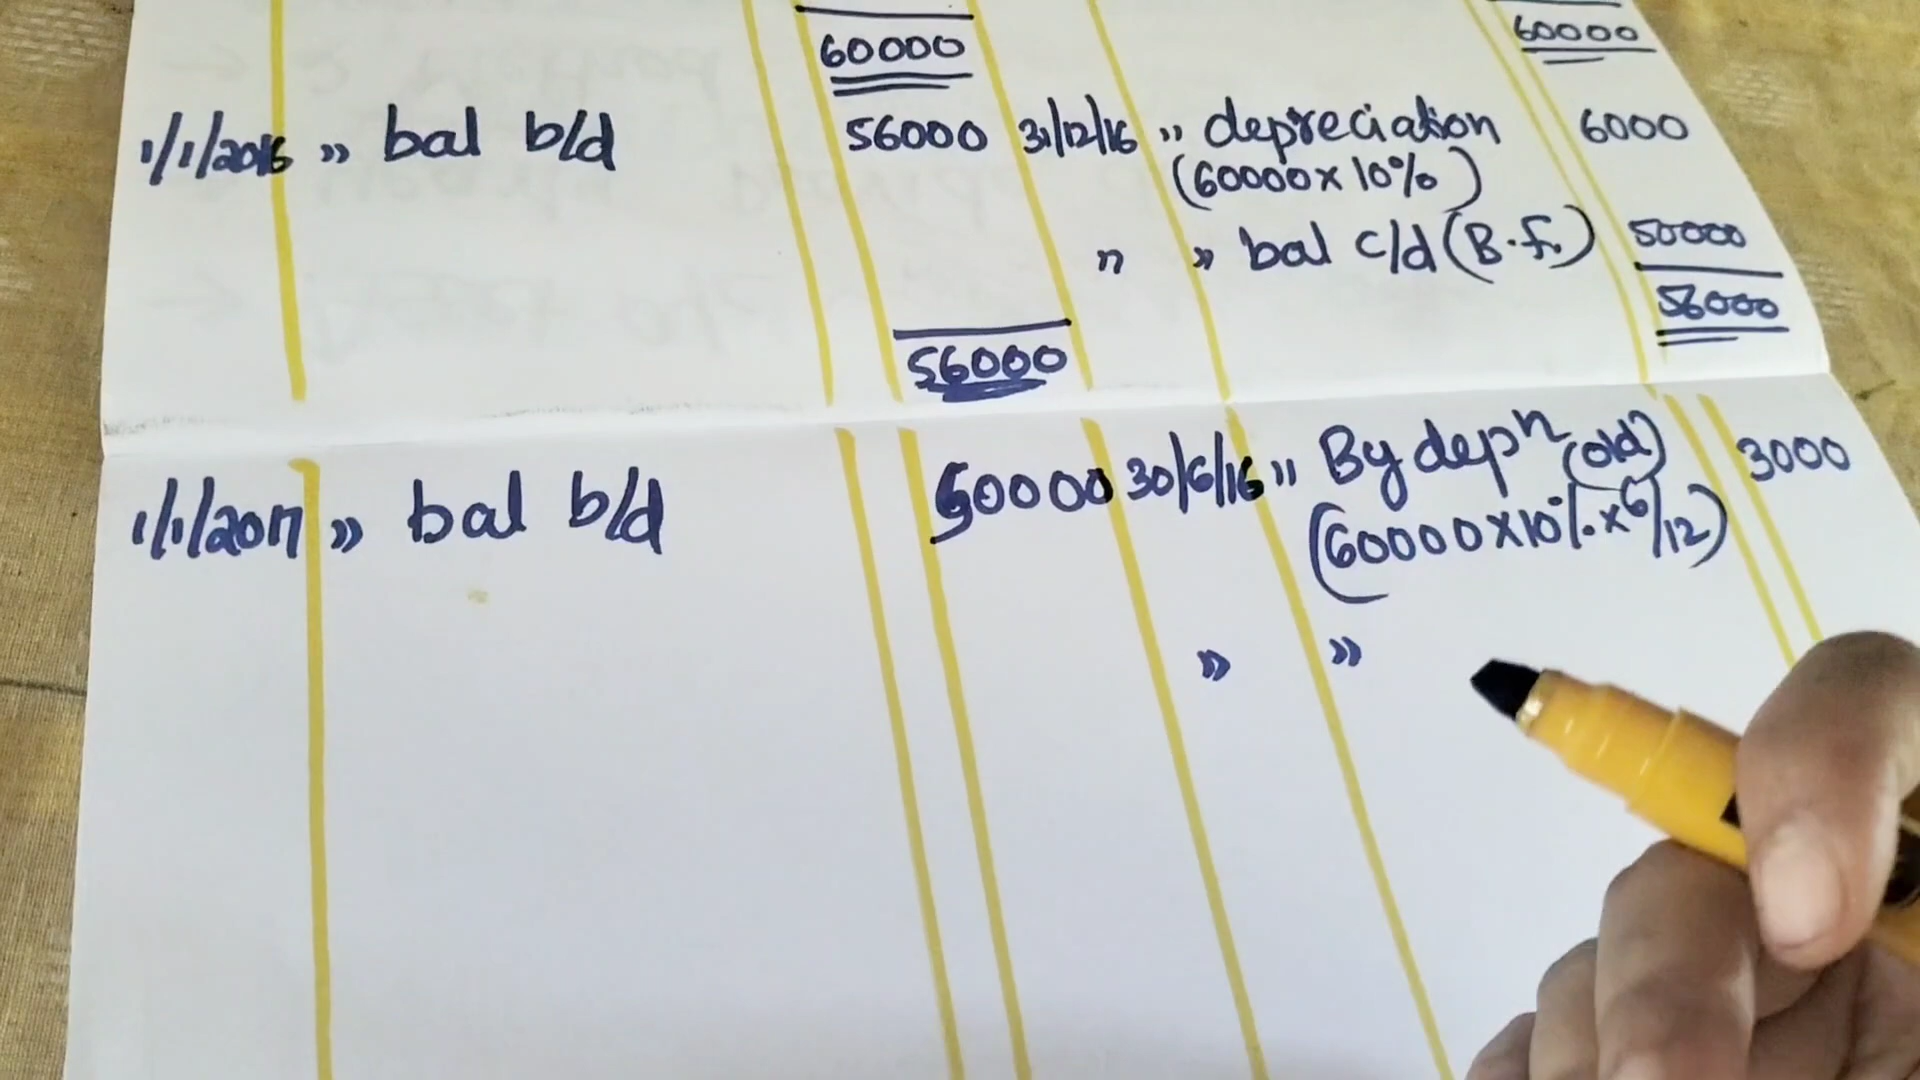 60000 60000
1/1/2016 » bal b/d 56000 31/12/16 » depreciation 6000
(60000 x 10%)
" » bal c/d (B.f) 50000
56000
56000
1/1/2017 » bal b/d 50000 30/6/16 » By depn (old) 3000
(60000 x 10% x 6/12)
» »